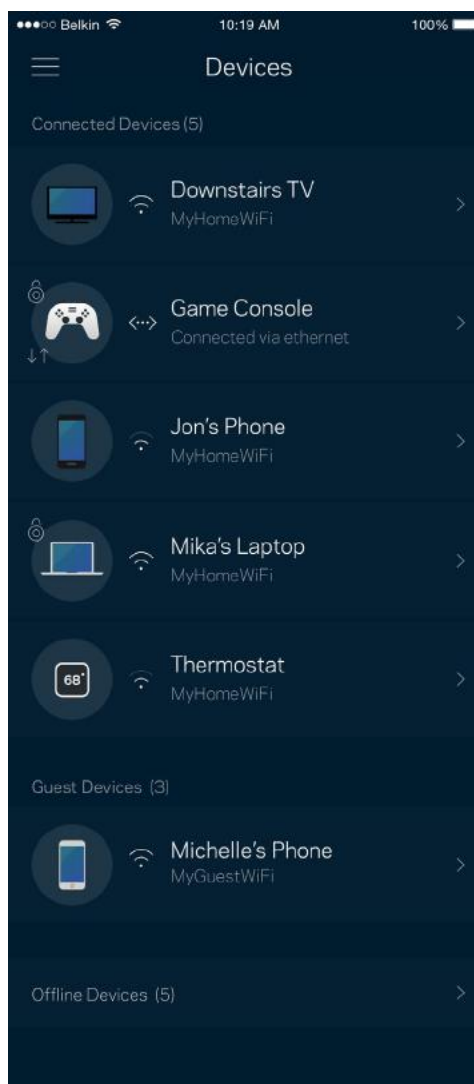 Belkin 10:19 AM 100%
Devices
Connected Devices (5)
Downstairs TV
MyHomeWiFi
Game Console
Connected via ethernet
Jon's Phone
MyHomeWiFi
Mika's Laptop
MyHomeWiFi
68°
Thermostat
MyHomeWiFi
Guest Devices (3)
Michelle's Phone
MyGuestWiFi
Offline Devices (5)